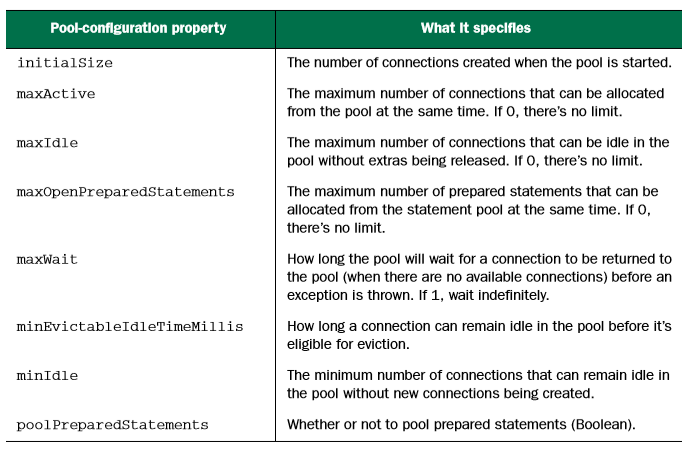 Pool-configuration property What it specifies
initialSize The number of connections created when the pool is started.
maxActive The maximum number of connections that can be allocated
from the pool at the same time. If 0, there's no limit.
maxIdle The maximum number of connections that can be idle in the
pool without extras being released. If 0, there's no limit.
maxOpenPreparedStatements The maximum number of prepared statements that can be
allocated from the statement pool at the same time. If 0,
there's no limit.
maxWait How long the pool will wait for a connection to be returned to
the pool (when there are no available connections) before an
exception is thrown. If 1, wait indefinitely.
minEvictableIdleTimeMillis How long a connection can remain idle in the pool before it's
eligible for eviction.
minIdle The minimum number of connections that can remain idle in
the pool without new connections being created.
poolPreparedStatements Whether or not to pool prepared statements (Boolean).